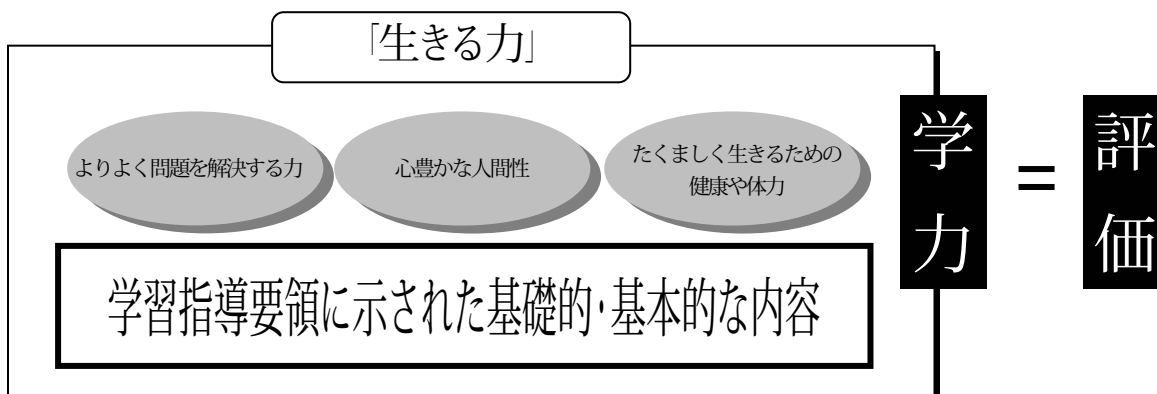 「生きる力」
よりよく問題を解決する力
心豊かな人間性
たくましく生きるための
健康や体力
学習指導要領に示された基礎的・基本的な内容
学力
=
評価